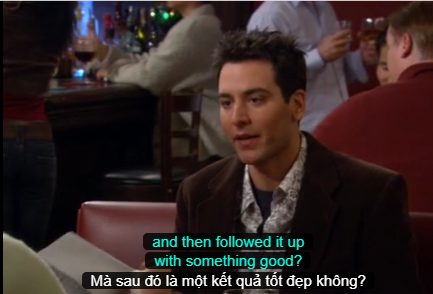 and then followed it up
with something good?
Mà sau đó là một kết quả tốt đẹp không?